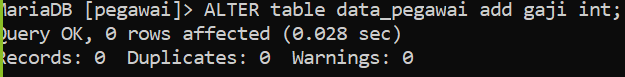 MariaDB [pegawai]> ALTER table data_pegawai add gaji int;
Query OK, 0 rows affected (0.028 sec)
Records: 0  Duplicates: 0  Warnings: 0